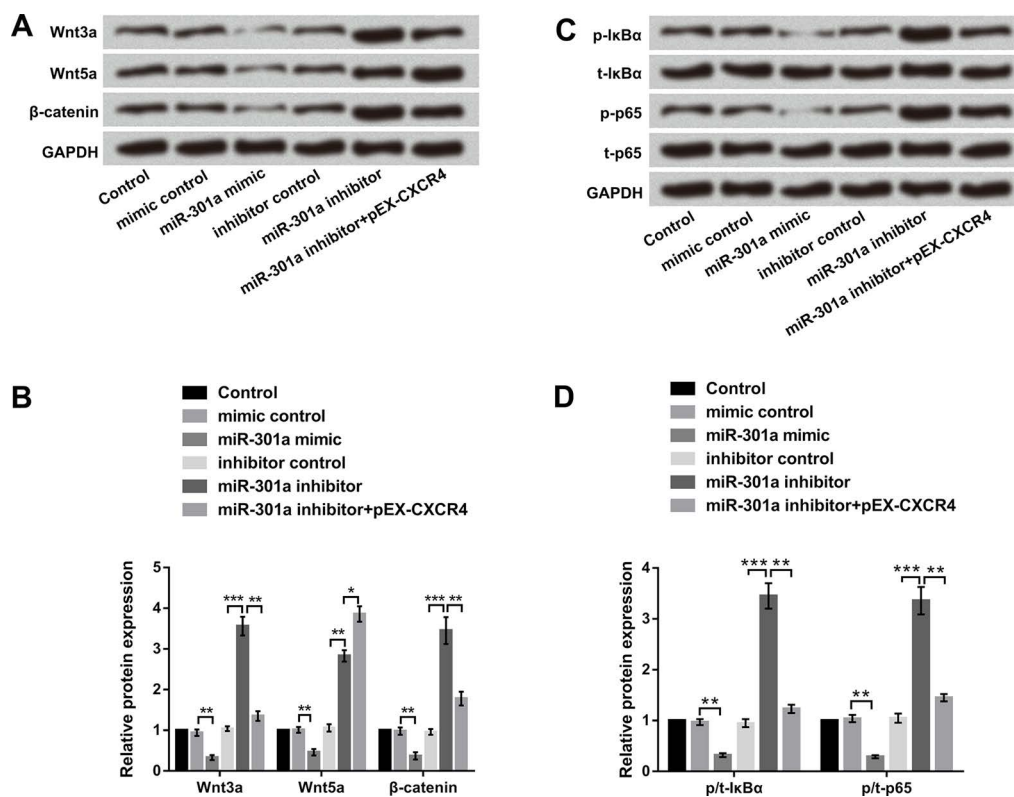 A
Wnt3a
Wnt5a
β-catenin
GAPDH
Control
mimic control
miR-301a mimic
inhibitor control
miR-301a inhibitor
miR-301a inhibitor+pEX-CXCR4
C
p-IκBα
t-IκBα
p-p65
t-p65
GAPDH
Control
mimic control
miR-301a mimic
inhibitor control
miR-301a inhibitor
miR-301a inhibitor+pEX-CXCR4
B
Control
mimic control
miR-301a mimic
inhibitor control
miR-301a inhibitor
miR-301a inhibitor+pEX-CXCR4
Relative protein expression
5
4
3
2
1
0
** *** **
** ** *
** *** **
Wnt3a Wnt5a β-catenin
D
Control
mimic control
miR-301a mimic
inhibitor control
miR-301a inhibitor
miR-301a inhibitor+pEX-CXCR4
Relative protein expression
4
3
2
1
0
** *** **
** *** **
p/t-IκBα p/t-p65